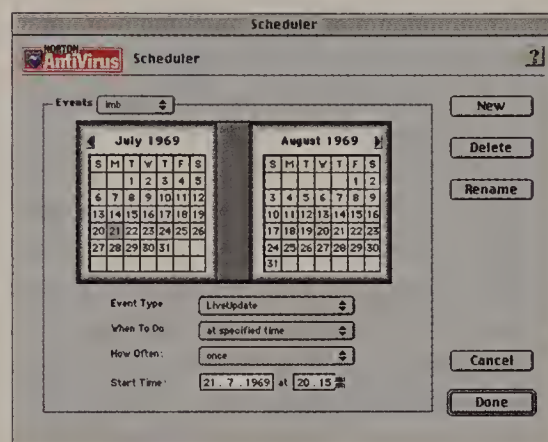 Scheduler
NORTON
AntiVirus Scheduler ?
Events imb
New
Delete
Rename
July 1969
S M T W T F S
1 2 3 4 5
6 7 8 9 10 11 12
13 14 15 16 17 18 19
20 21 22 23 24 25 26
27 28 29 30 31
August 1969
S M T W T F S
1 2
3 4 5 6 7 8 9
10 11 12 13 14 15 16
17 18 19 20 21 22 23
24 25 26 27 28 29 30
31
Event Type LiveUpdate
When To Do at specified time
How Often: once
Start Time: 21 . 7 . 1969 at 20 . 15
Cancel
Done